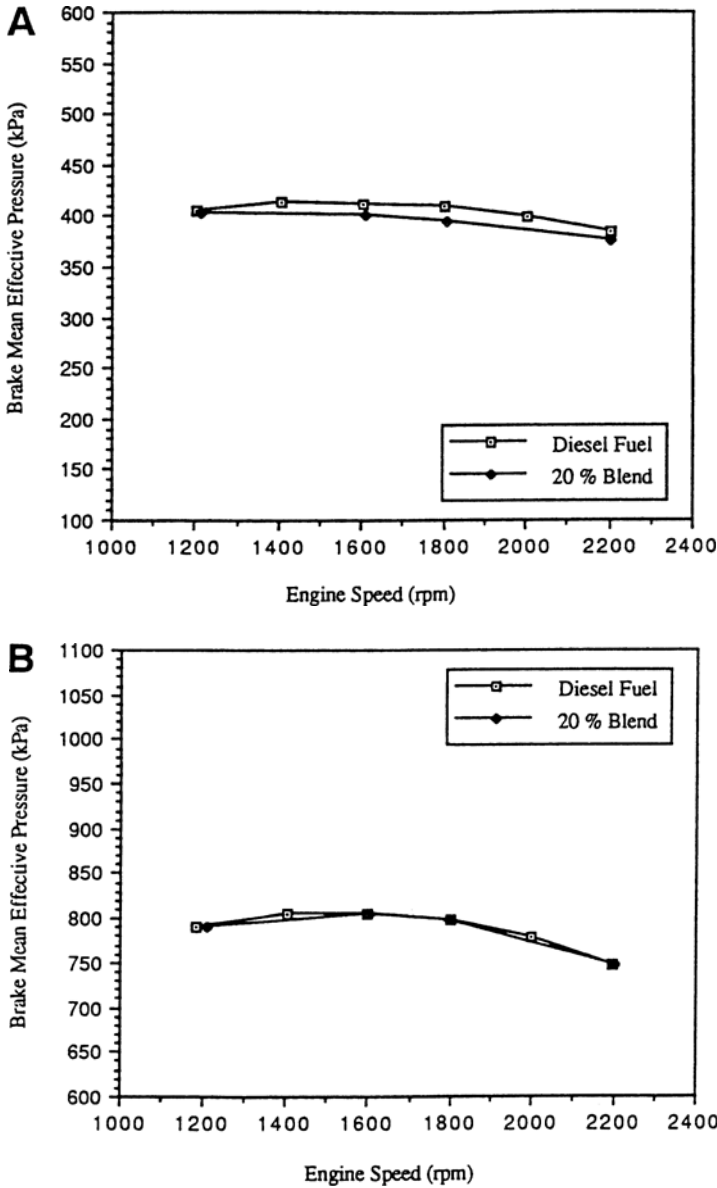 A
600
550
500
450
400
350
300
250
200
150
100
1000 1200 1400 1600 1800 2000 2200 2400
Brake Mean Effective Pressure (kPa)
Engine Speed (rpm)
Diesel Fuel
20 % Blend
B
1100
1050
1000
950
900
850
800
750
700
650
600
1000 1200 1400 1600 1800 2000 2200 2400
Brake Mean Effective Pressure (kPa)
Engine Speed (rpm)
Diesel Fuel
20 % Blend